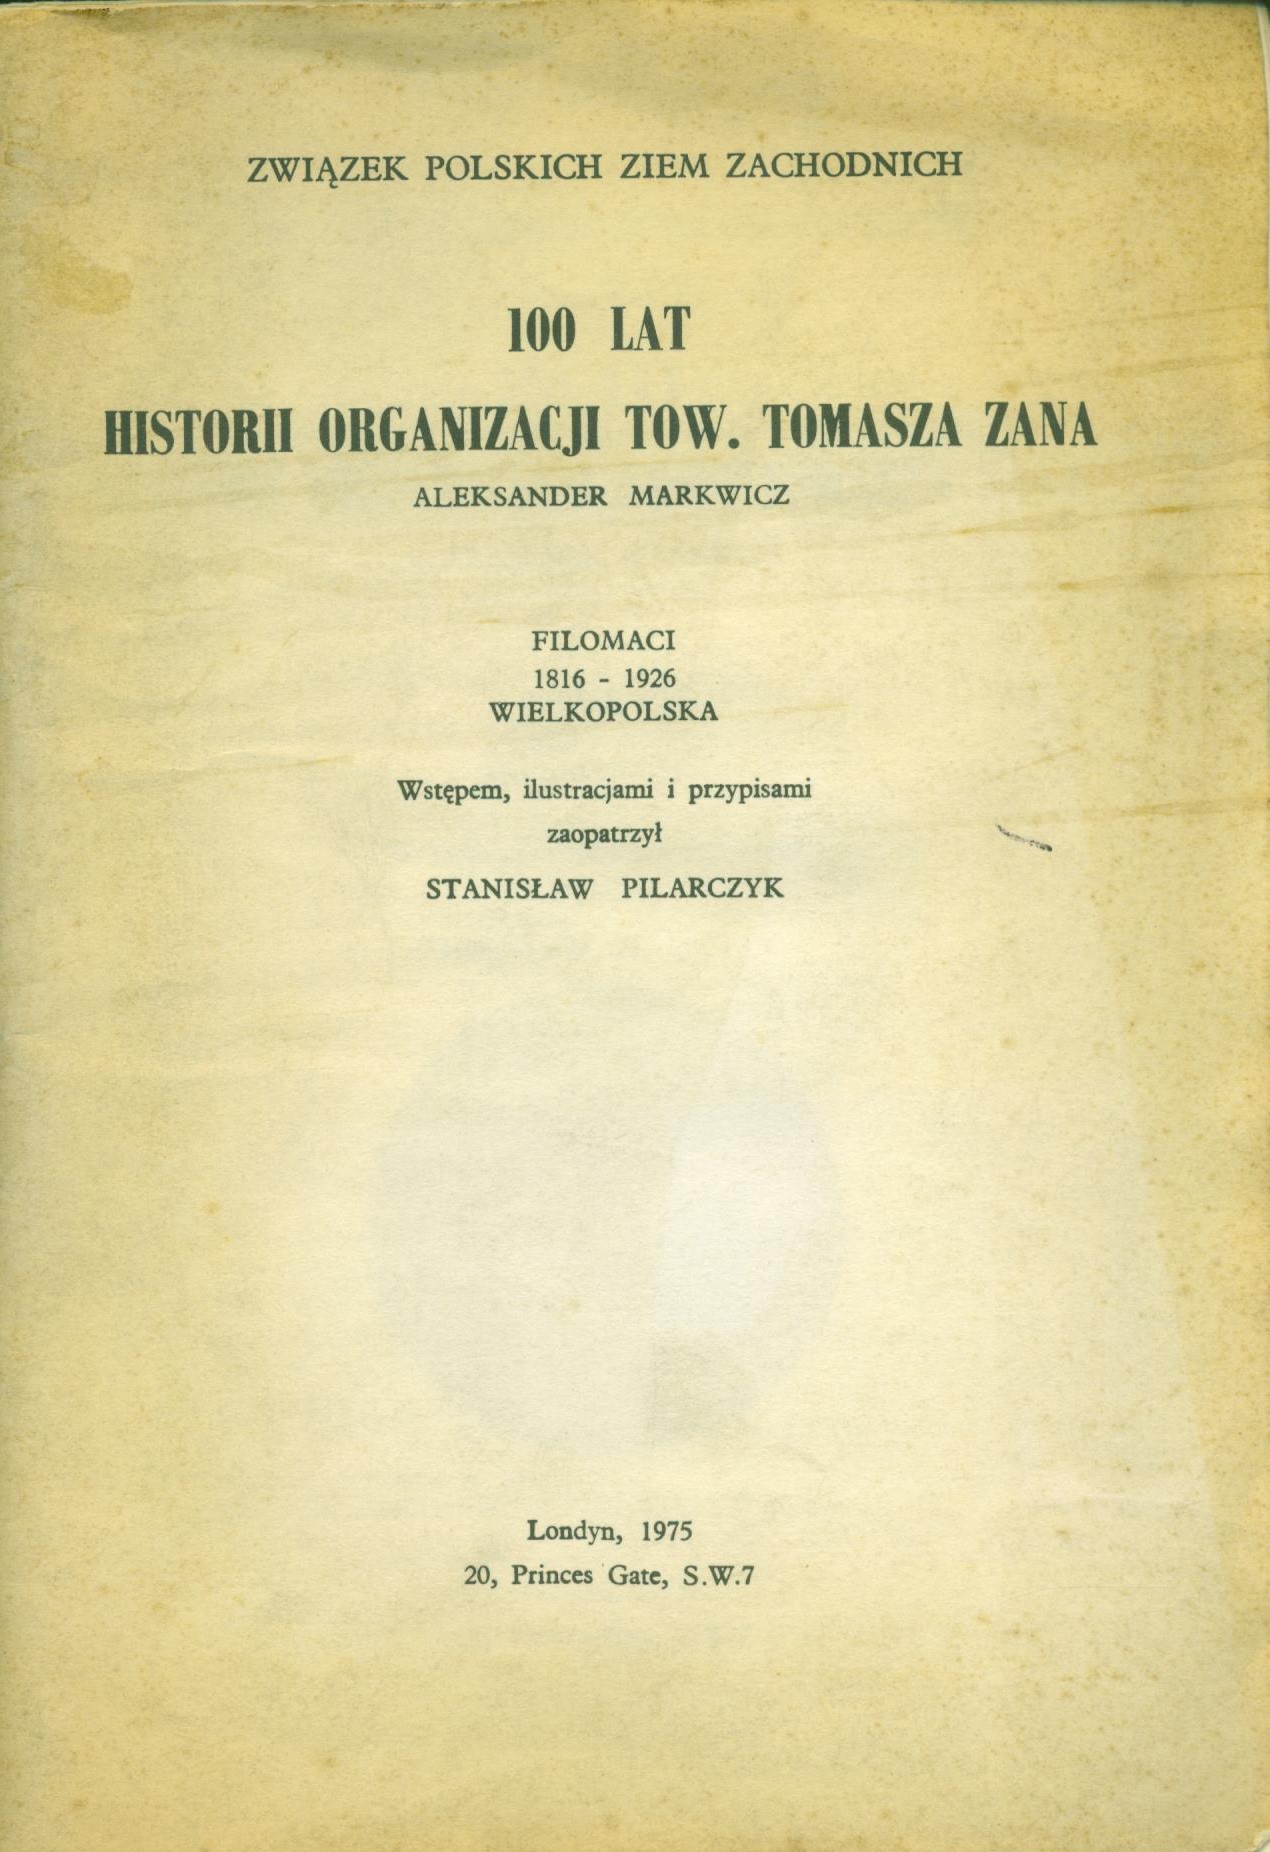 ZWIĄZEK POLSKICH ZIEM ZACHODNICH
100 LAT
HISTORII ORGANIZACJI TOW. TOMASZA ZANA
ALEKSANDER MARKWICZ
FILOMACI
1816 - 1926
WIELKOPOLSKA
Wstępem, ilustracjami i przypisami
zaopatrzył
STANISŁAW PILARCZYK
Londyn, 1975
20, Princes Gate, S.W.7